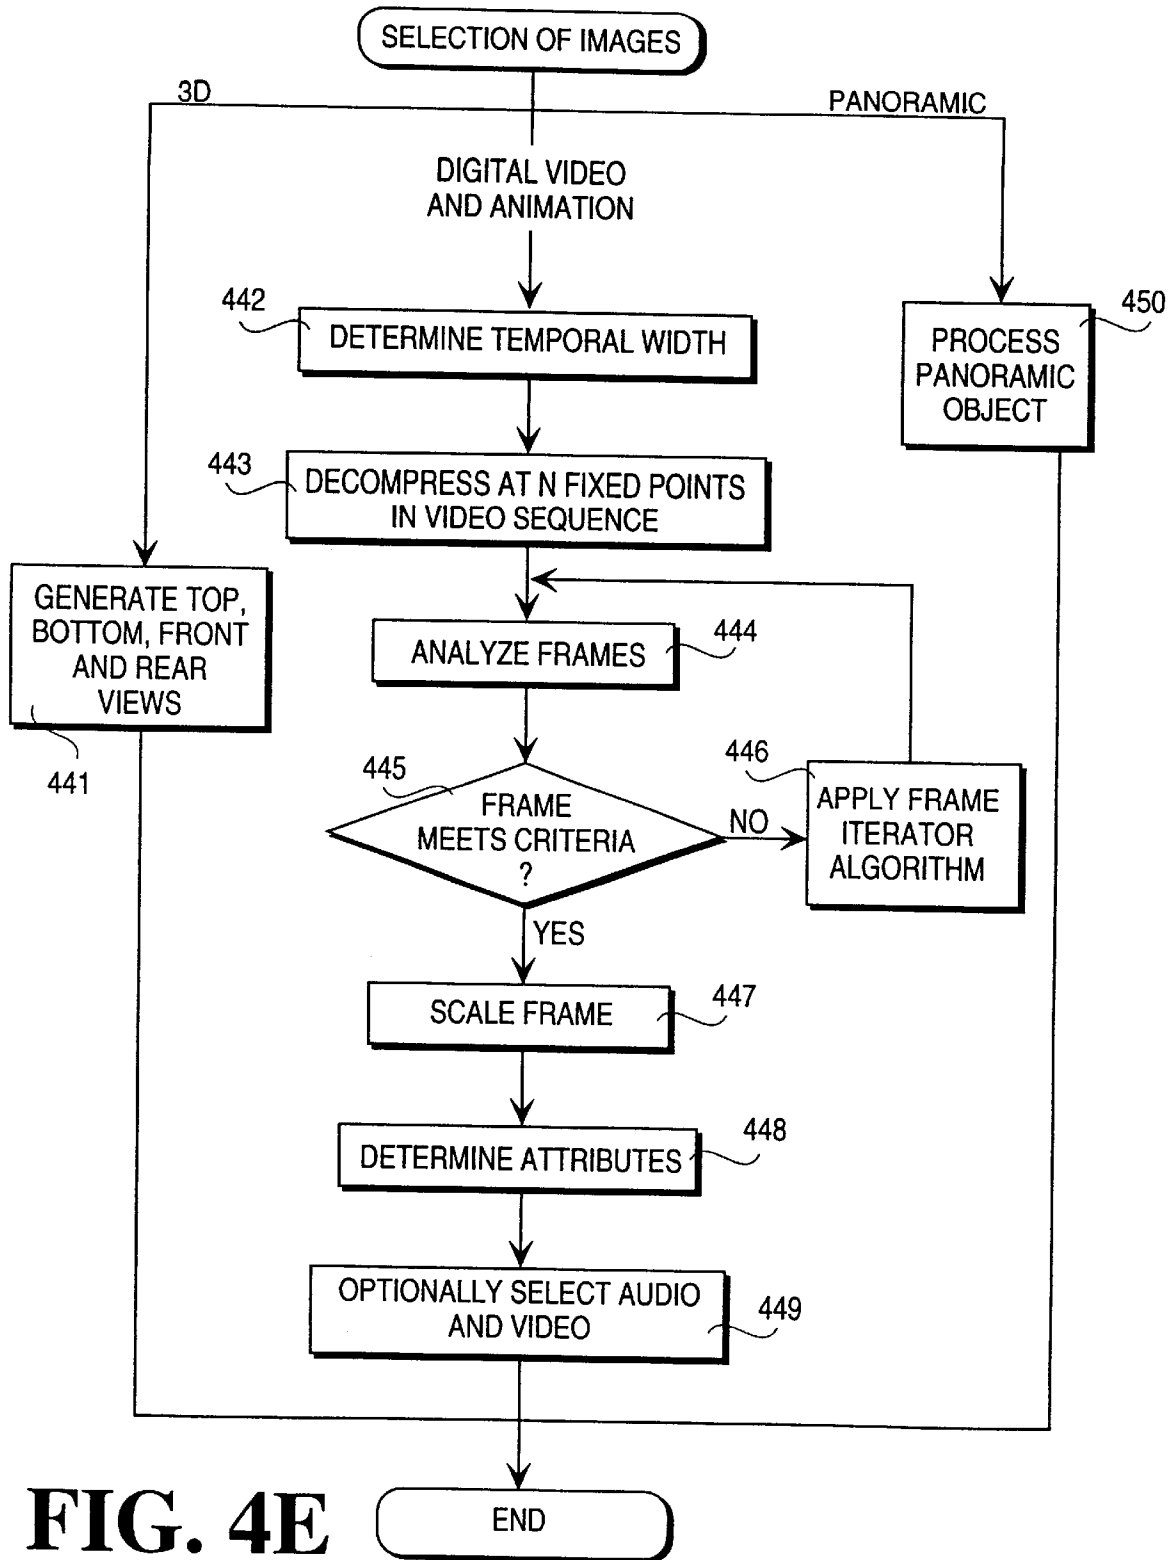 SELECTION OF IMAGES
3D
PANORAMIC
DIGITAL VIDEO
AND ANIMATION
442
DETERMINE TEMPORAL WIDTH
450
PROCESS
PANORAMIC
OBJECT
443
DECOMPRESS AT N FIXED POINTS
IN VIDEO SEQUENCE
GENERATE TOP,
BOTTOM, FRONT
AND REAR
VIEWS
441
444
ANALYZE FRAMES
445
FRAME
MEETS CRITERIA
?
NO
446
APPLY FRAME
ITERATOR
ALGORITHM
YES
447
SCALE FRAME
448
DETERMINE ATTRIBUTES
OPTIONALLY SELECT AUDIO
AND VIDEO
449
END
FIG. 4E